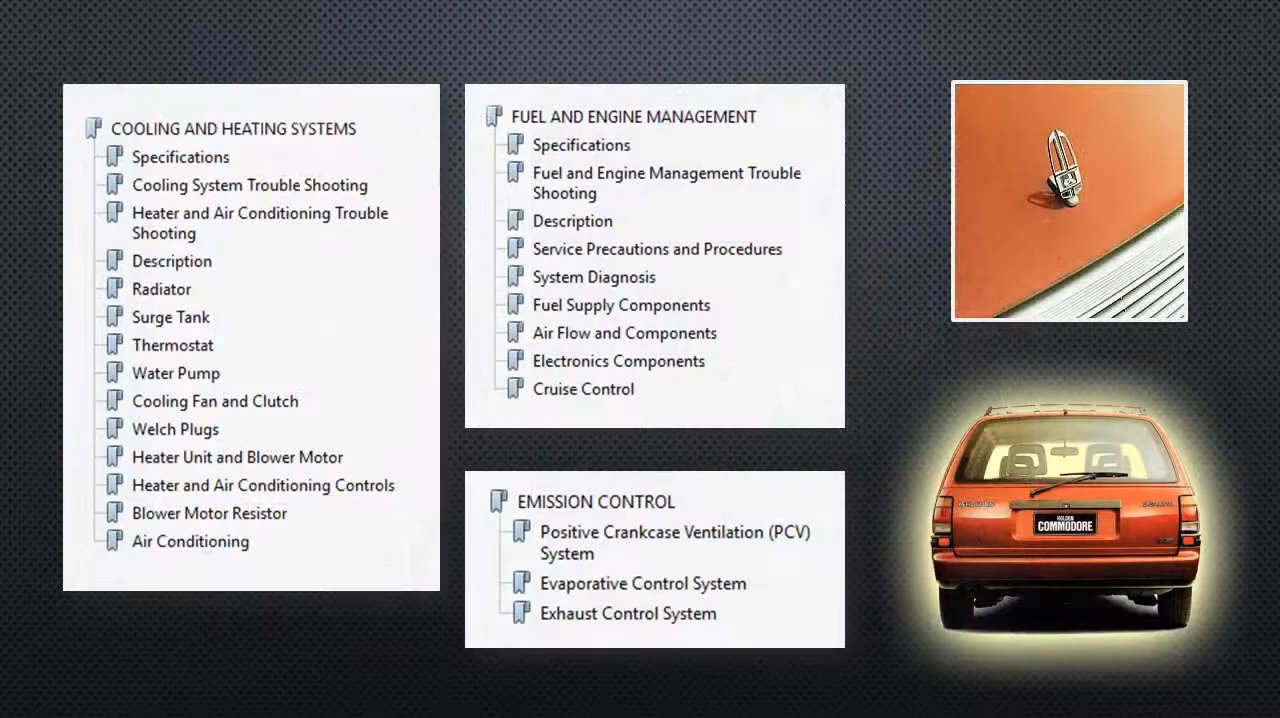 COOLING AND HEATING SYSTEMS
Specifications
Cooling System Trouble Shooting
Heater and Air Conditioning Trouble
Shooting
Description
Radiator
Surge Tank
Thermostat
Water Pump
Cooling Fan and Clutch
Welch Plugs
Heater Unit and Blower Motor
Heater and Air Conditioning Controls
Blower Motor Resistor
Air Conditioning
FUEL AND ENGINE MANAGEMENT
Specifications
Fuel and Engine Management Trouble
Shooting
Description
Service Precautions and Procedures
System Diagnosis
Fuel Supply Components
Air Flow and Components
Electronics Components
Cruise Control
EMISSION CONTROL
Positive Crankcase Ventilation (PCV)
System
Evaporative Control System
Exhaust Control System
HOLDEN
COMMODORE